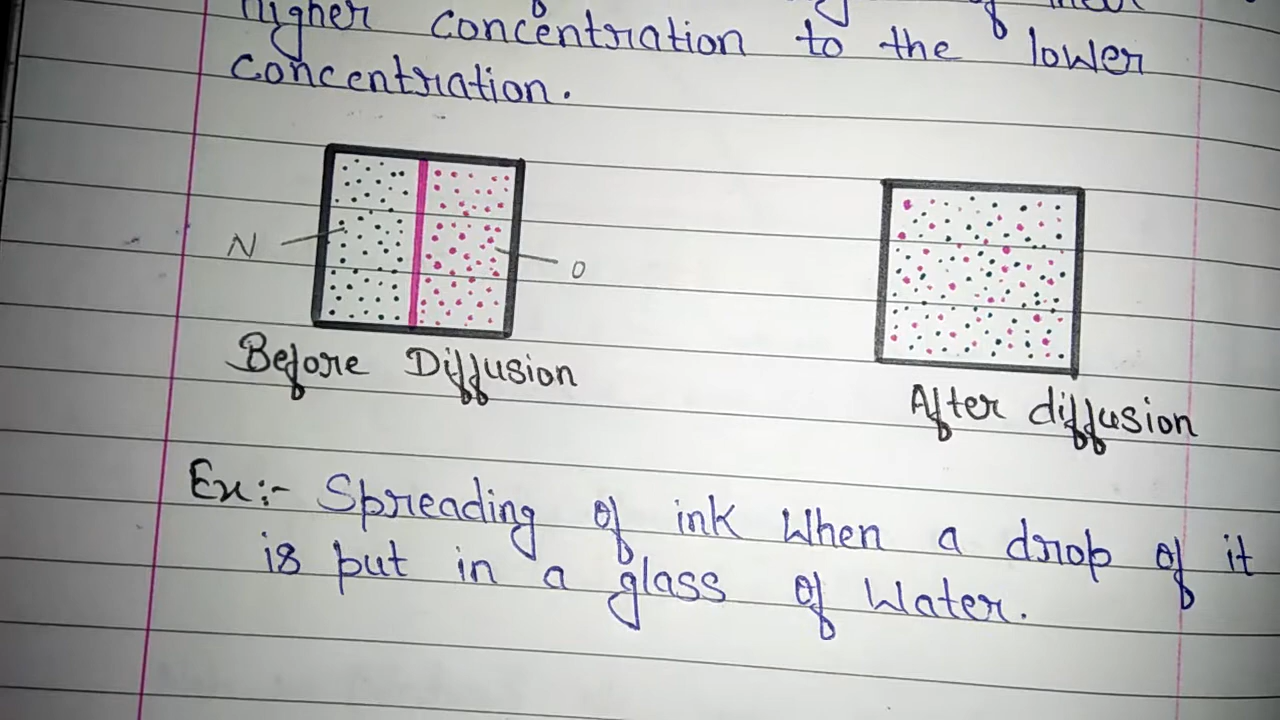 higher concentration to the lower
concentration.
N
O
Before Diffusion
After diffusion
Ex:- Spreading of ink When a drop of it
is put in a glass of Water.